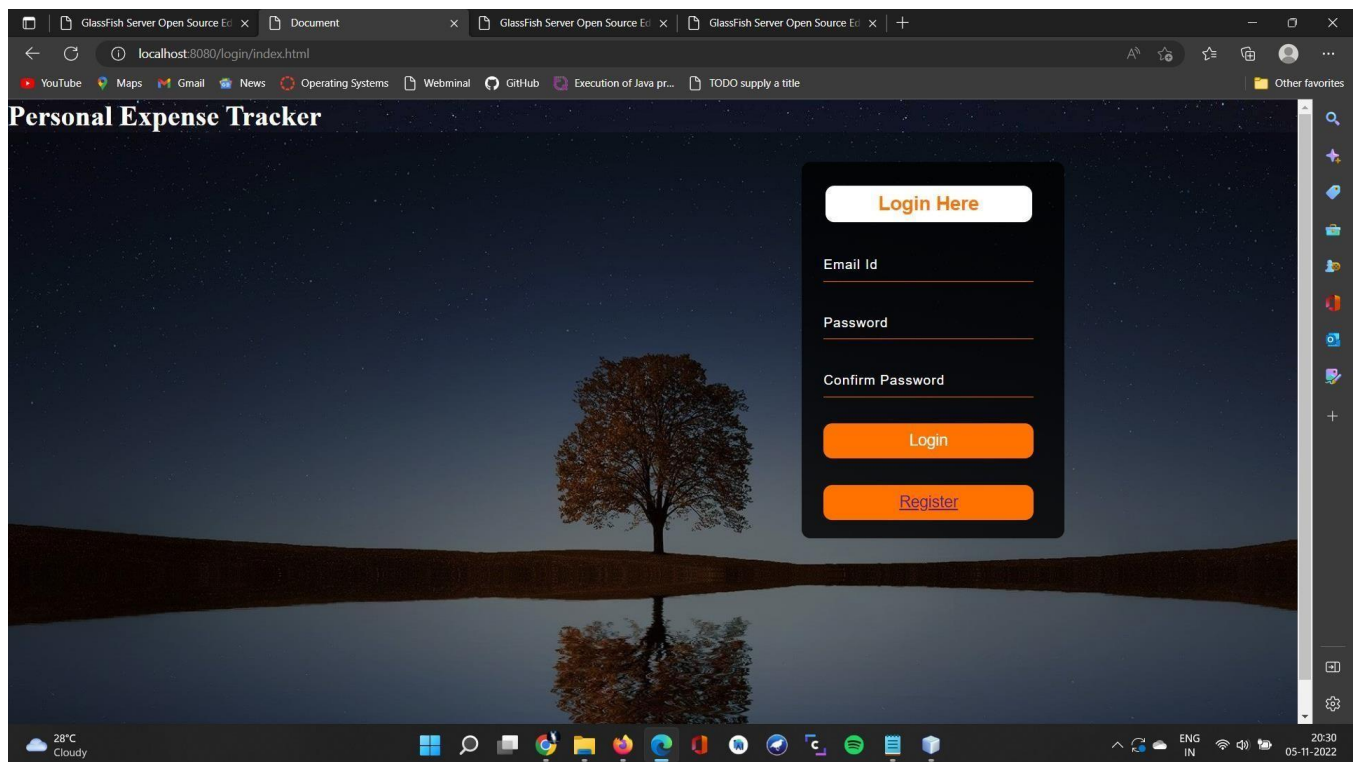 GlassFish Server Open Source Ed
Document
GlassFish Server Open Source Ed
GlassFish Server Open Source Ed
localhost:8080/login/index.html
YouTube
Maps
Gmail
News
Operating Systems
Webminal
GitHub
Execution of Java pr...
TODO supply a title
Other favorites
Personal Expense Tracker
Login Here
Email Id
Password
Confirm Password
Login
Register
28°C
Cloudy
ENG
IN
20:30
05-11-2022